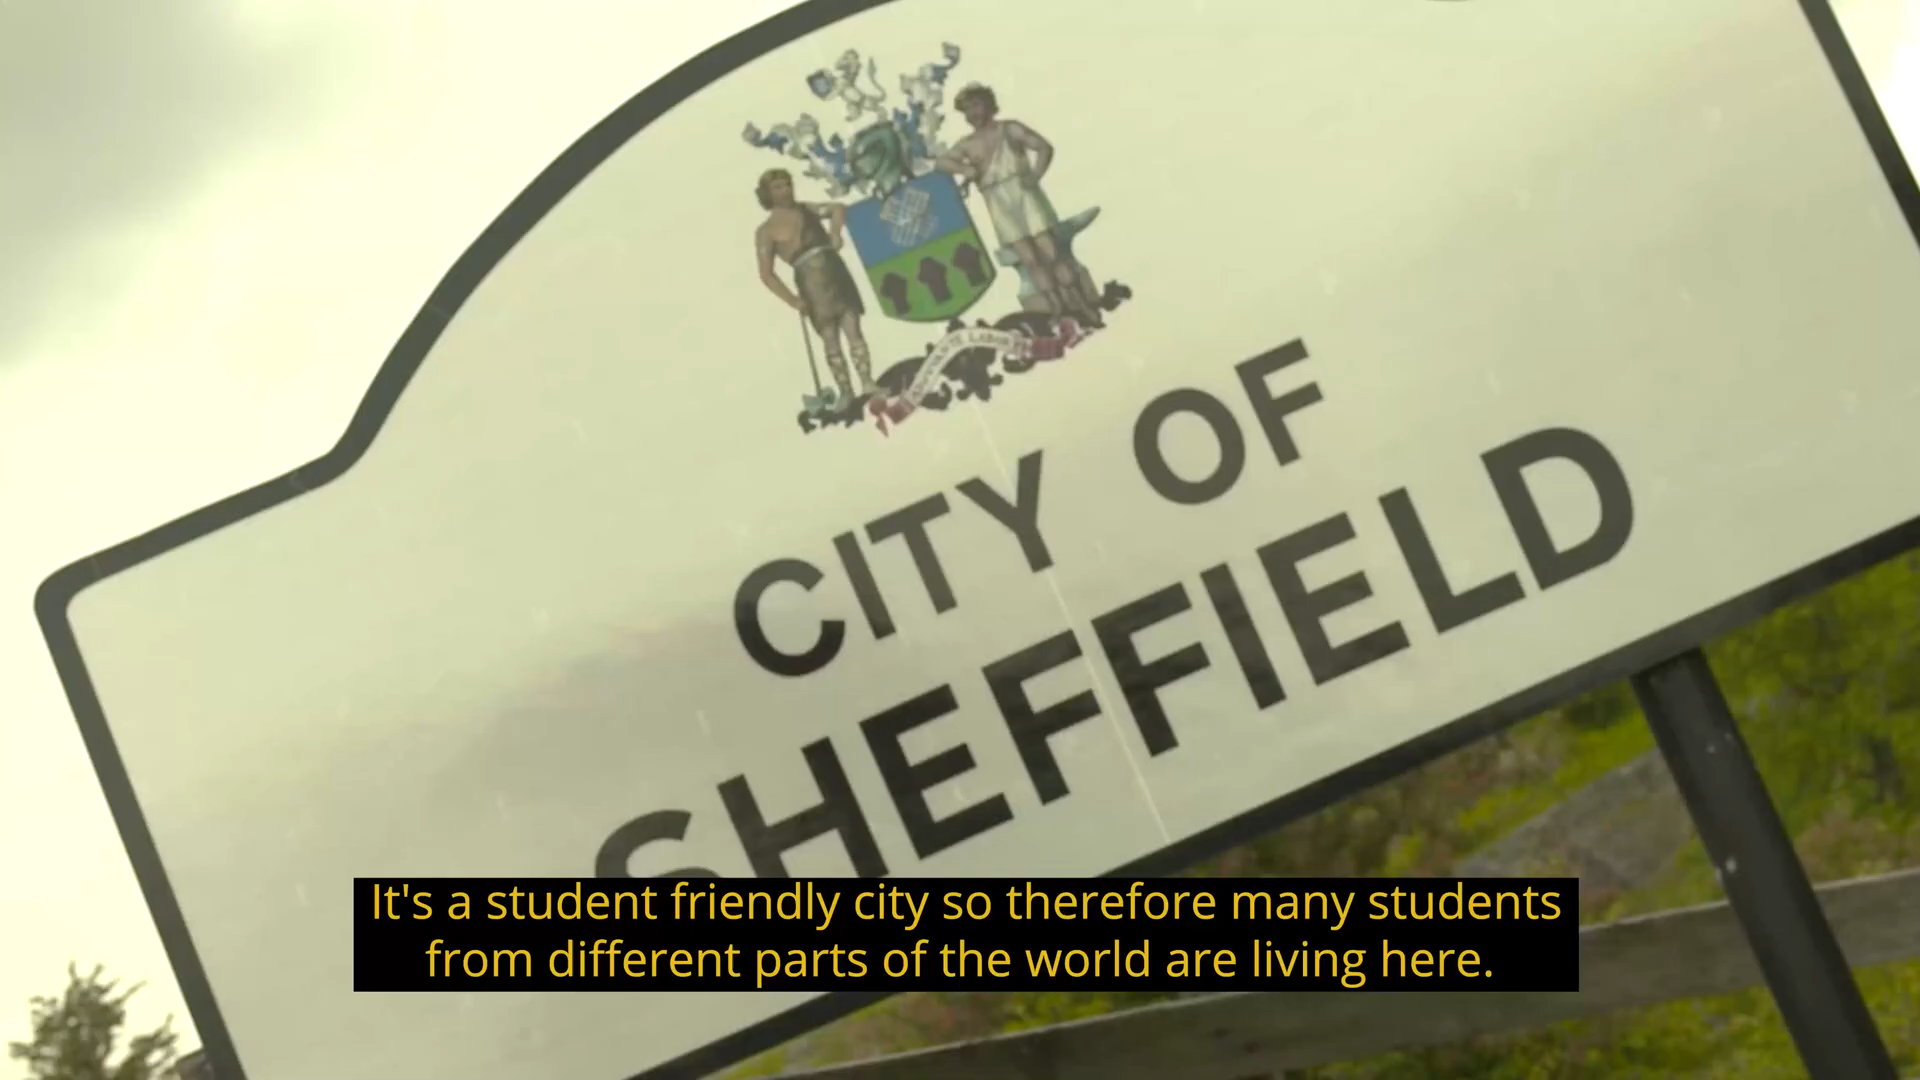 CITY OF
SHEFFIELD
It's a student friendly city so therefore many students
from different parts of the world are living here.